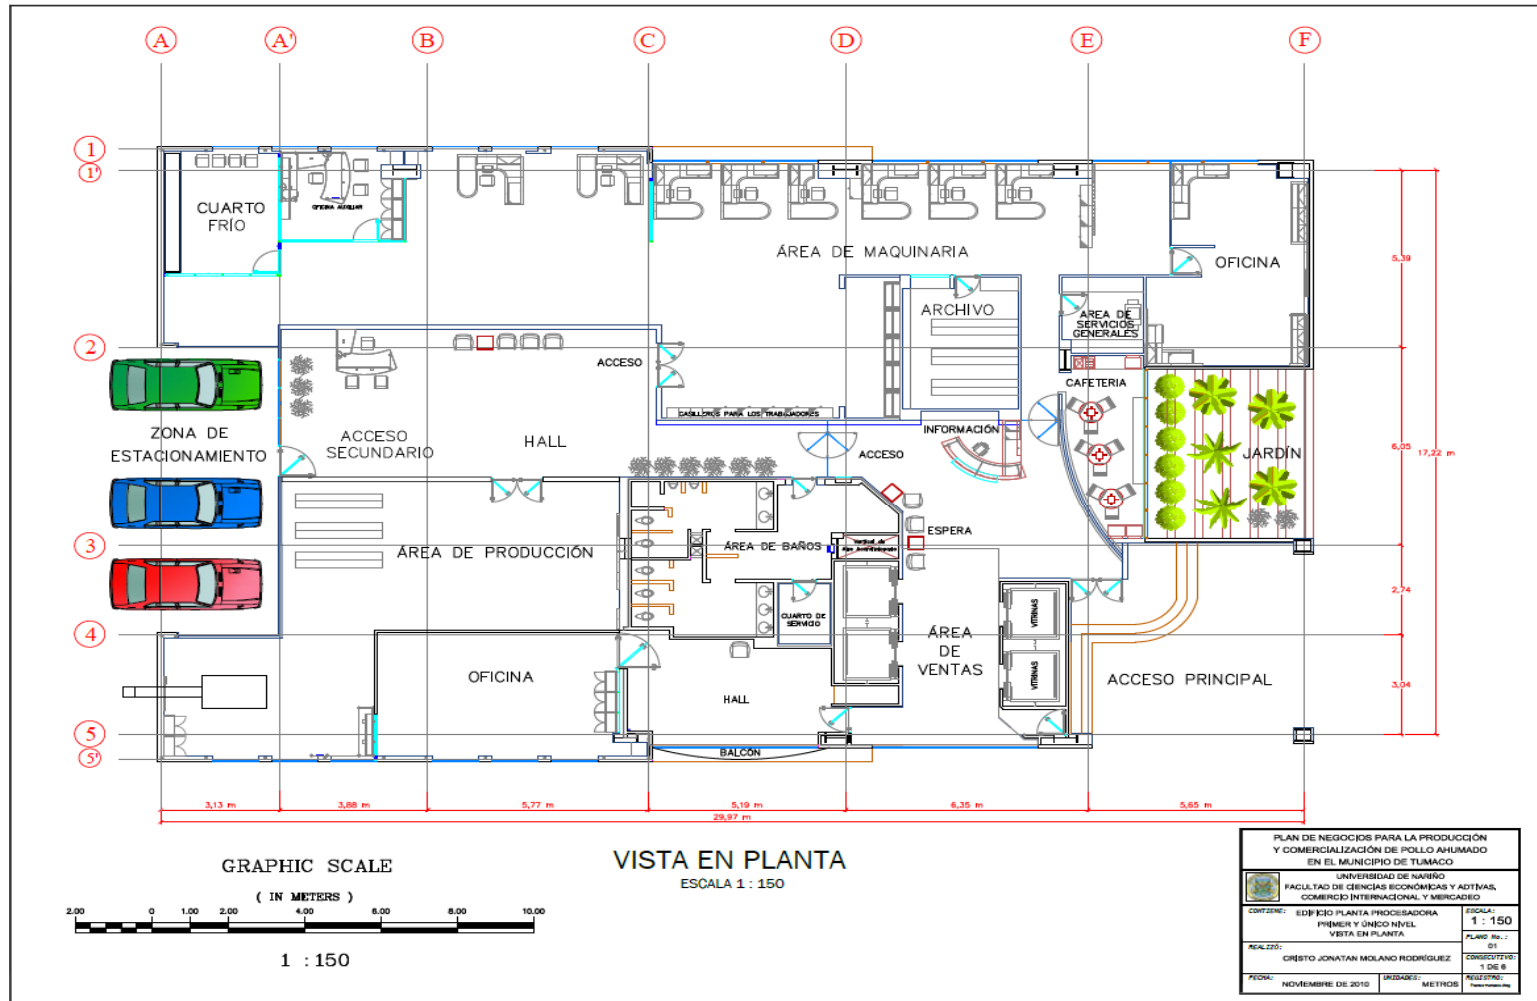 A A' B C D E F
1
1'
2
3
4
5
5'
CUARTO
FRÍO
OFICINA AUXILIAR
ÁREA DE MAQUINARIA
OFICINA
ARCHIVO
AREA DE
SERVICIOS
GENERALES
ACCESO
CAFETERIA
CASILLEROS PARA LOS TRABAJADORES
ZONA DE
ESTACIONAMIENTO
ACCESO
SECUNDARIO
HALL
INFORMACIÓN
ACCESO
JARDÍN
ESPERA
ÁREA DE PRODUCCIÓN
ÁREA DE BAÑOS
CUARTO DE
SERVICIO
ÁREA
DE
VENTAS
VITRINAS
VITRINAS
OFICINA
HALL
ACCESO PRINCIPAL
BALCÓN
5,39
6,05
17,22 m
2,74
3,04
3,13 m 3,88 m 5,77 m 5,19 m 6,35 m 5,65 m
29,97 m
GRAPHIC SCALE
( IN METERS )
2.00 0 1.00 2.00 4.00 6.00 8.00 10.00
1 : 150
VISTA EN PLANTA
ESCALA 1 : 150
PLAN DE NEGOCIOS PARA LA PRODUCCIÓN
Y COMERCIALIZACIÓN DE POLLO AHUMADO
EN EL MUNICIPIO DE TUMACO
UNIVERSIDAD DE NARIÑO
FACULTAD DE CIENCIAS ECONÓMICAS Y ADTIVAS,
COMERCIO INTERNACIONAL Y MERCADEO
CONTIENE: EDIFICIO PLANTA PROCESADORA
PRIMER Y ÚNICO NIVEL
VISTA EN PLANTA
ESCALA:
1 : 150
PLANO No.:
01
REALIZÓ:
CRISTO JONATAN MOLANO RODRÍGUEZ
CONSECUTIVO:
1 DE 6
FECHA: NOVIEMBRE DE 2010
UNIDADES: METROS
REGISTRO: